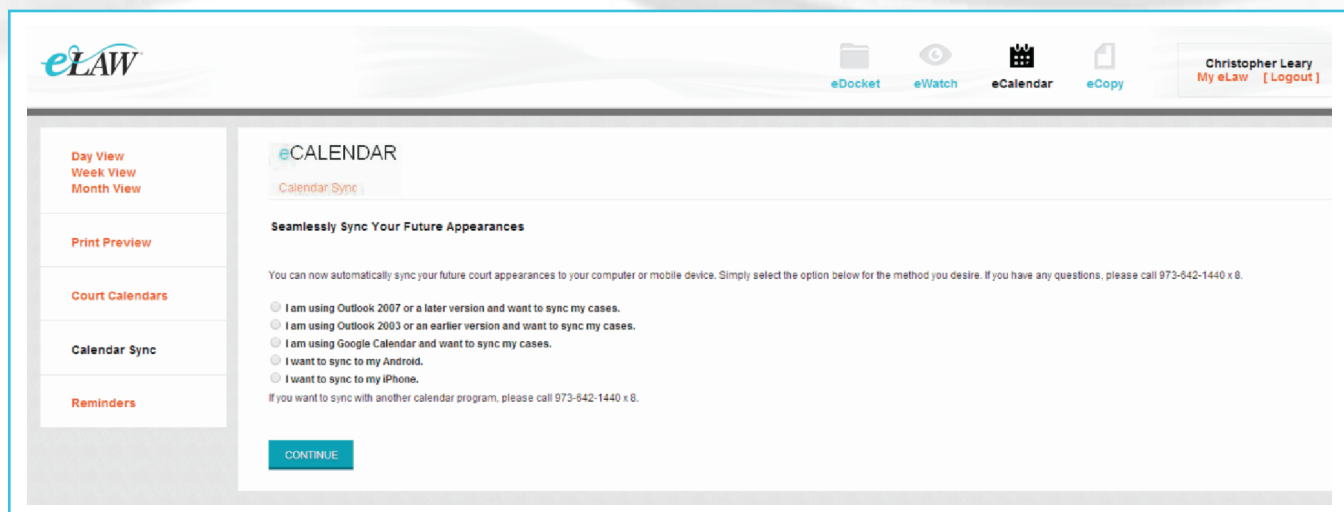 eLAW
eDocket eWatch eCalendar eCopy
Christopher Leary
My eLaw [ Logout ]
Day View
Week View
Month View
Print Preview
Court Calendars
Calendar Sync
Reminders
eCALENDAR
Calendar Sync
Seamlessly Sync Your Future Appearances
You can now automatically sync your future court appearances to your computer or mobile device. Simply select the option below for the method you desire. If you have any questions, please call 973-642-1440 x 8.
I am using Outlook 2007 or a later version and want to sync my cases.
I am using Outlook 2003 or an earlier version and want to sync my cases.
I am using Google Calendar and want to sync my cases.
I want to sync to my Android.
I want to sync to my iPhone.
If you want to sync with another calendar program, please call 973-642-1440 x 8.
CONTINUE